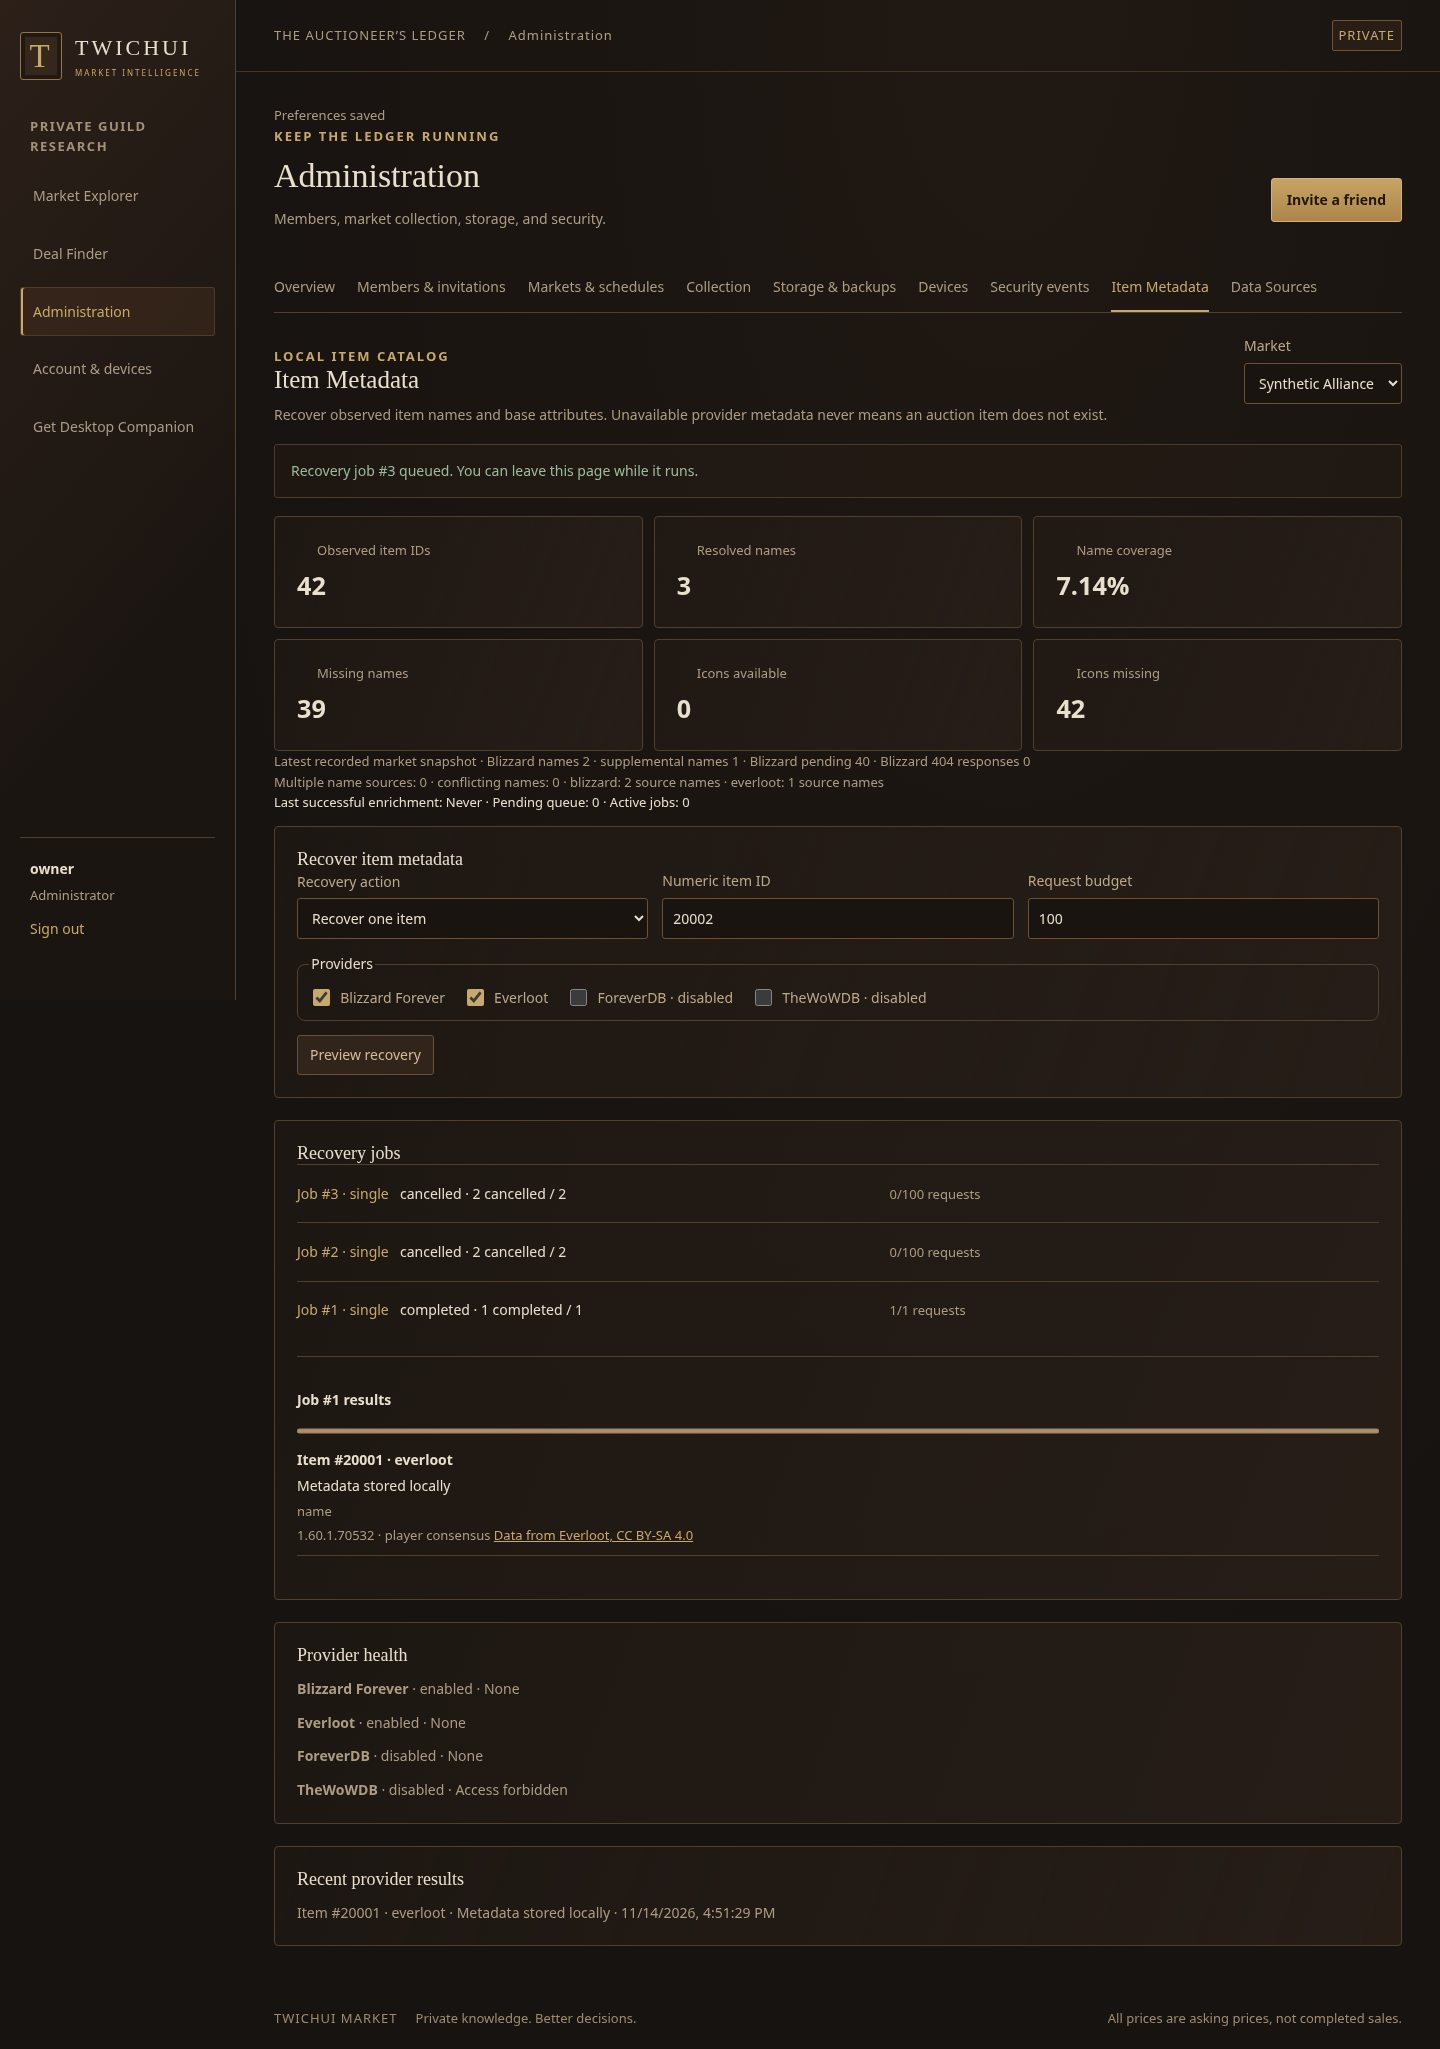 T
TWICHUI
MARKET INTELLIGENCE
PRIVATE GUILD
RESEARCH
Market Explorer
Deal Finder
Administration
Account & devices
Get Desktop Companion
owner
Administrator
Sign out
THE AUCTIONEER’S LEDGER / Administration
PRIVATE
Preferences saved
KEEP THE LEDGER RUNNING
Administration
Members, market collection, storage, and security.
Invite a friend
Overview Members & invitations Markets & schedules Collection Storage & backups Devices Security events Item Metadata Data Sources
LOCAL ITEM CATALOG
Item Metadata
Recover observed item names and base attributes. Unavailable provider metadata never means an auction item does not exist.
Market
Synthetic Alliance
Recovery job #3 queued. You can leave this page while it runs.
Observed item IDs
42
Resolved names
3
Name coverage
7.14%
Missing names
39
Icons available
0
Icons missing
42
Latest recorded market snapshot · Blizzard names 2 · supplemental names 1 · Blizzard pending 40 · Blizzard 404 responses 0
Multiple name sources: 0 · conflicting names: 0 · blizzard: 2 source names · everloot: 1 source names
Last successful enrichment: Never · Pending queue: 0 · Active jobs: 0
Recover item metadata
Recovery action
Recover one item
Numeric item ID
20002
Request budget
100
Providers
Blizzard Forever Everloot ForeverDB · disabled TheWoWDB · disabled
Preview recovery
Recovery jobs
Job #3 · single cancelled · 2 cancelled / 2 0/100 requests
Job #2 · single cancelled · 2 cancelled / 2 0/100 requests
Job #1 · single completed · 1 completed / 1 1/1 requests
Job #1 results
Item #20001 · everloot
Metadata stored locally
name
1.60.1.70532 · player consensus Data from Everloot, CC BY-SA 4.0
Provider health
Blizzard Forever · enabled · None
Everloot · enabled · None
ForeverDB · disabled · None
TheWoWDB · disabled · Access forbidden
Recent provider results
Item #20001 · everloot · Metadata stored locally · 11/14/2026, 4:51:29 PM
TWICHUI MARKET Private knowledge. Better decisions.
All prices are asking prices, not completed sales.